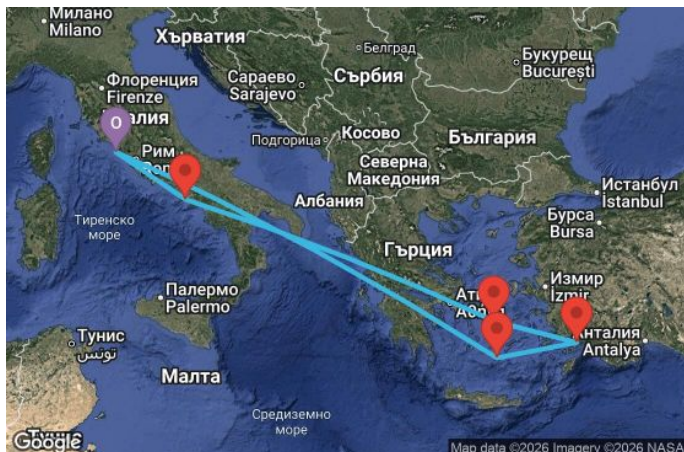 Милано
Milano
Хърватия
Белград
Букурещ
București
Флоренция
Firenze
Сараево
Sarajevo
Сърбия
О
алия
Рим
Подгорица
Косово
България
Северна
Македония
Истанбул
İstanbul
Албания
Бурса
Bursa
Тиренско
море
Гърция
Палермо
Palermo
Измир
İzmir
Тунис
تونس
Анталия
Antalya
Малта
Средиземно
море
Тунис
Google
Map data ©2026 Imagery ©2026 NASA